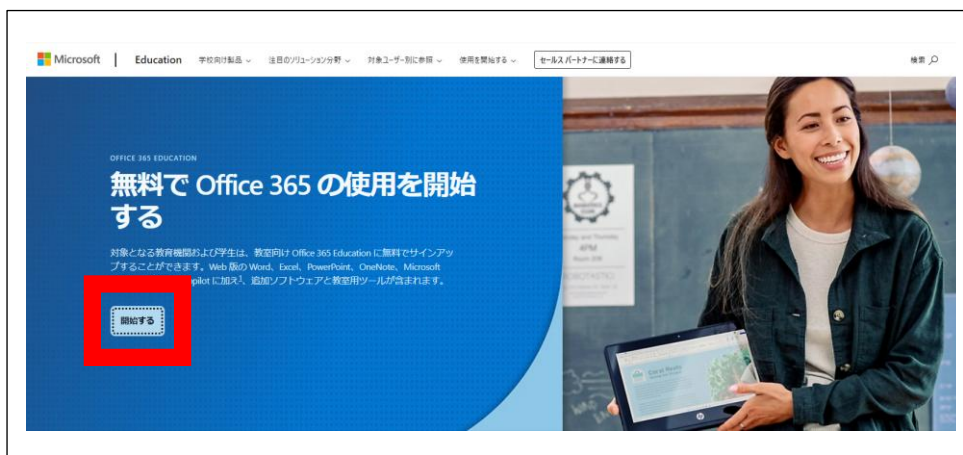 Microsoft | Education 学校向け製品 注目のソリューション分野 対象ユーザー別に参照 使用を開始する セールス パートナーに連絡する 検索
OFFICE 365 EDUCATION
無料で Office 365 の使用を開始
する
対象となる教育機関および学生は、教室向け Office 365 Education に無料でサインアッ
プすることができます。Web 版の Word、Excel、PowerPoint、OneNote、Microsoft
pilot に加え1、追加ソフトウェアと教室用ツールが含まれます。
開始する
4PM
hp